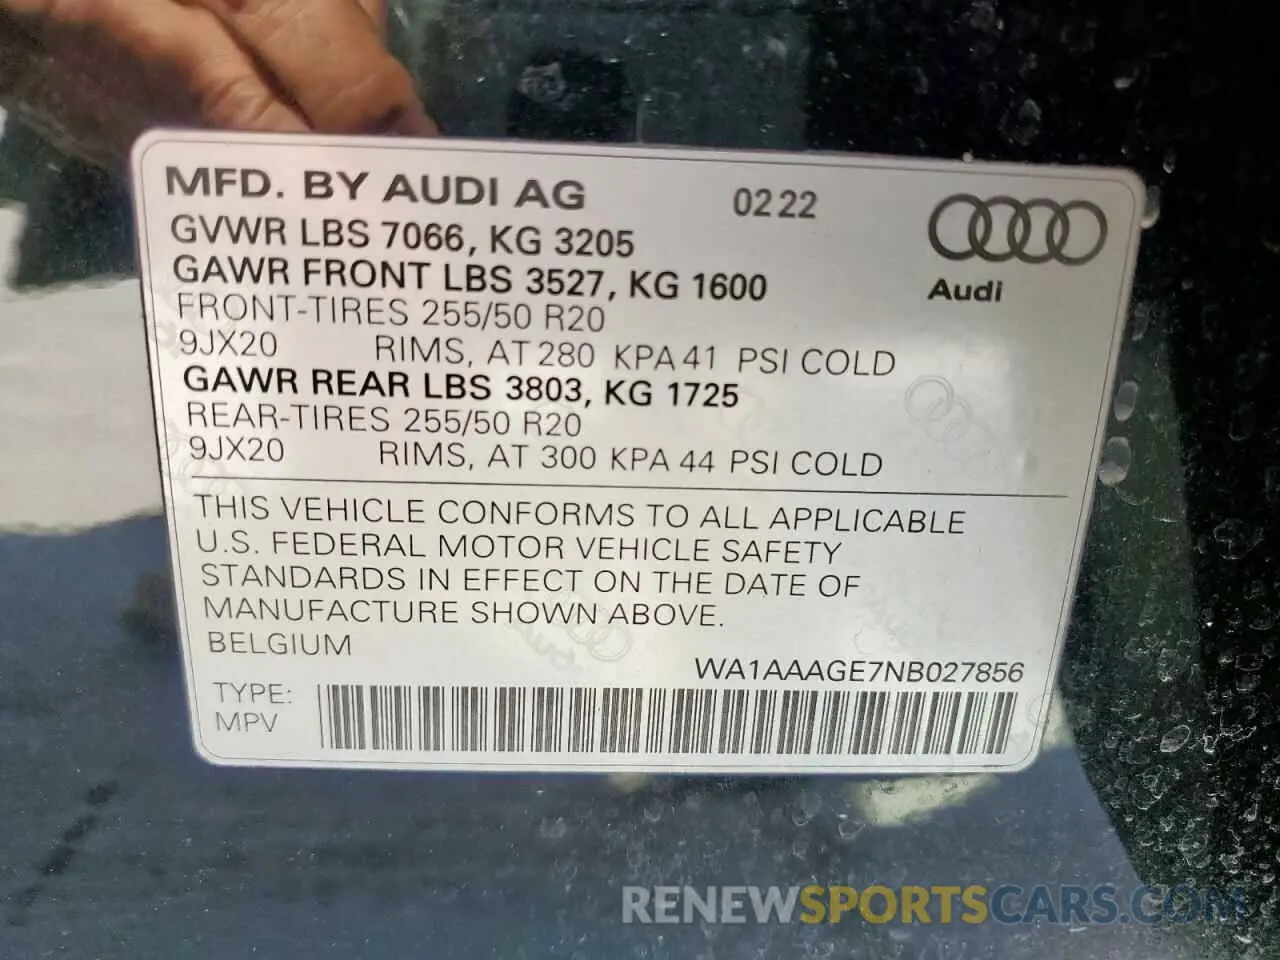 MFD. BY AUDI AG 0222
GVWR LBS 7066, KG 3205
GAWR FRONT LBS 3527, KG 1600
Audi
FRONT-TIRES 255/50 R20
9JX20 RIMS, AT 280 KPA 41 PSI COLD
GAWR REAR LBS 3803, KG 1725
REAR-TIRES 255/50 R20
9JX20 RIMS, AT 300 KPA 44 PSI COLD
THIS VEHICLE CONFORMS TO ALL APPLICABLE
U.S. FEDERAL MOTOR VEHICLE SAFETY
STANDARDS IN EFFECT ON THE DATE OF
MANUFACTURE SHOWN ABOVE.
BELGIUM
WA1AAAGE7NB027856
TYPE:
MPV
RENEWSPORTSCARS.COM